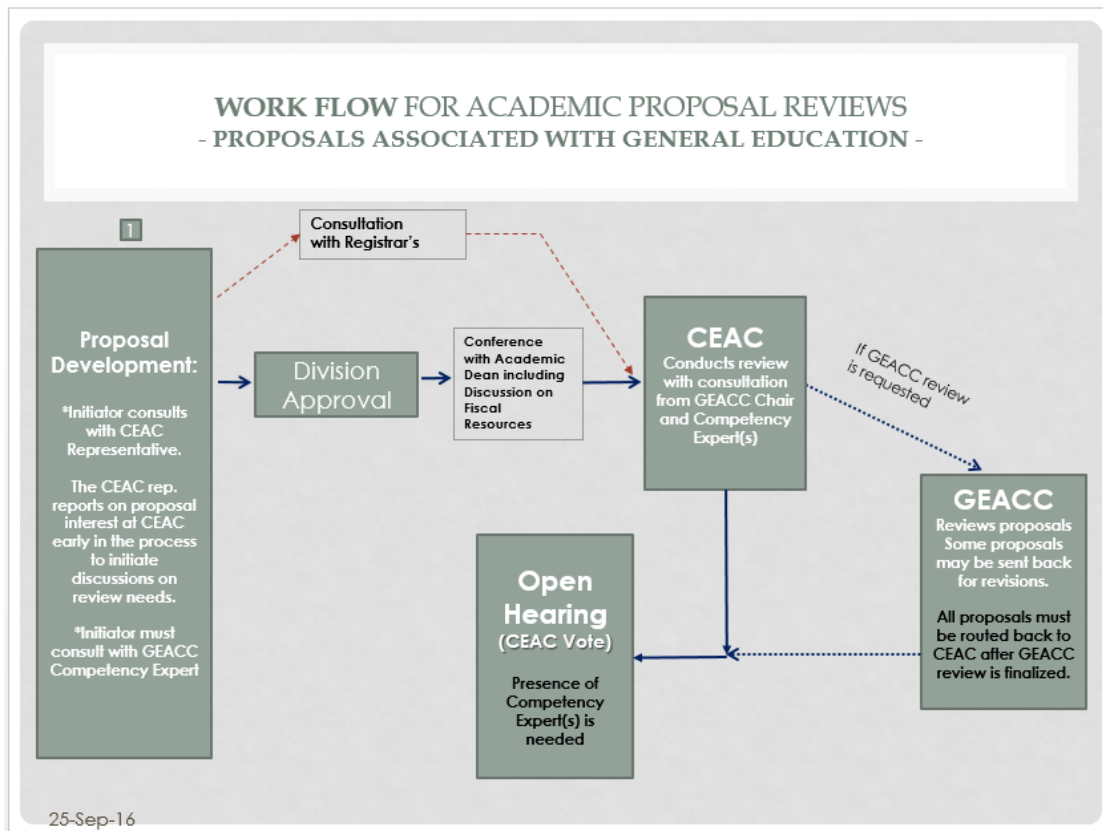 WORK FLOW FOR ACADEMIC PROPOSAL REVIEWS
- PROPOSALS ASSOCIATED WITH GENERAL EDUCATION -
1
Proposal
Development:
*Initiator consults
with CEAC
Representative.
The CEAC rep.
reports on proposal
interest at CEAC
early in the process
to initiate
discussions on
review needs.
*Initiator must
consult with GEACC
Competency Expert
Consultation
with Registrar's
Division
Approval
Conference
with Academic
Dean including
Discussion on
Fiscal
Resources
CEAC
Conducts review
with consultation
from GEACC Chair
and Competency
Expert(s)
If GEACC review
is requested
GEACC
Reviews proposals
Some proposals
may be sent back
for revisions.
All proposals must
be routed back to
CEAC after GEACC
review is finalized.
Open
Hearing
(CEAC Vote)
Presence of
Competency
Expert(s) is
needed
25-Sep-16